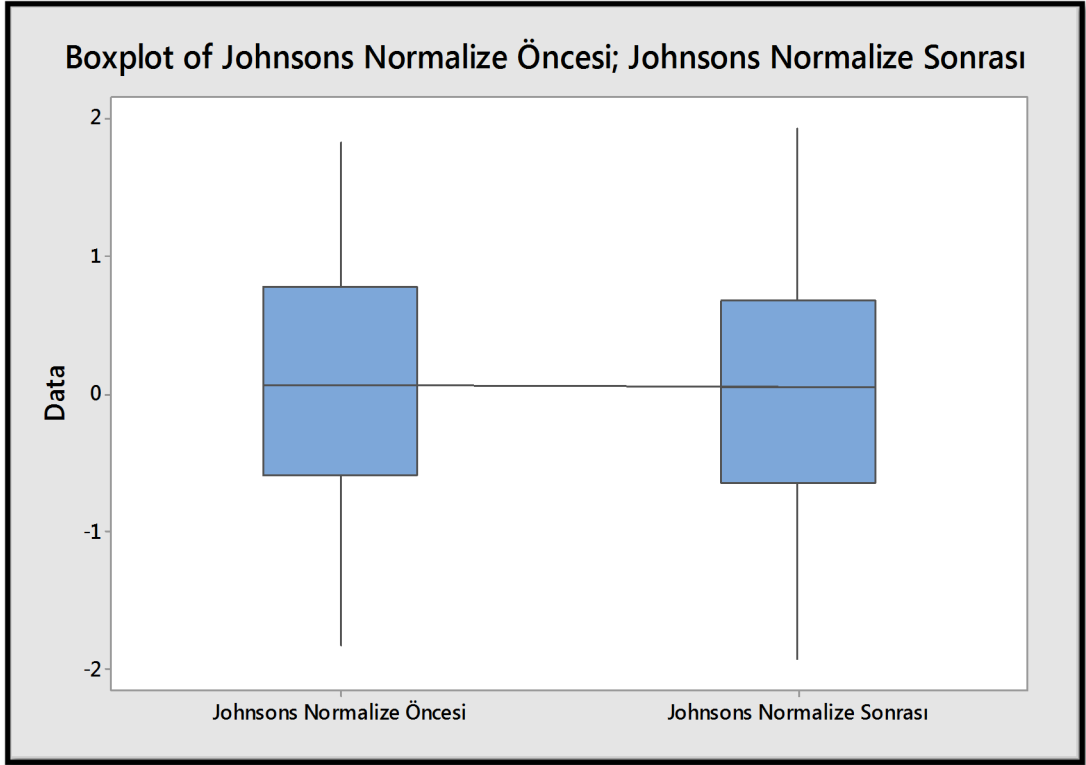 Boxplot of Johnsons Normalize Öncesi; Johnsons Normalize Sonrası
2
1
0
-1
-2
Data
Johnsons Normalize Öncesi
Johnsons Normalize Sonrası